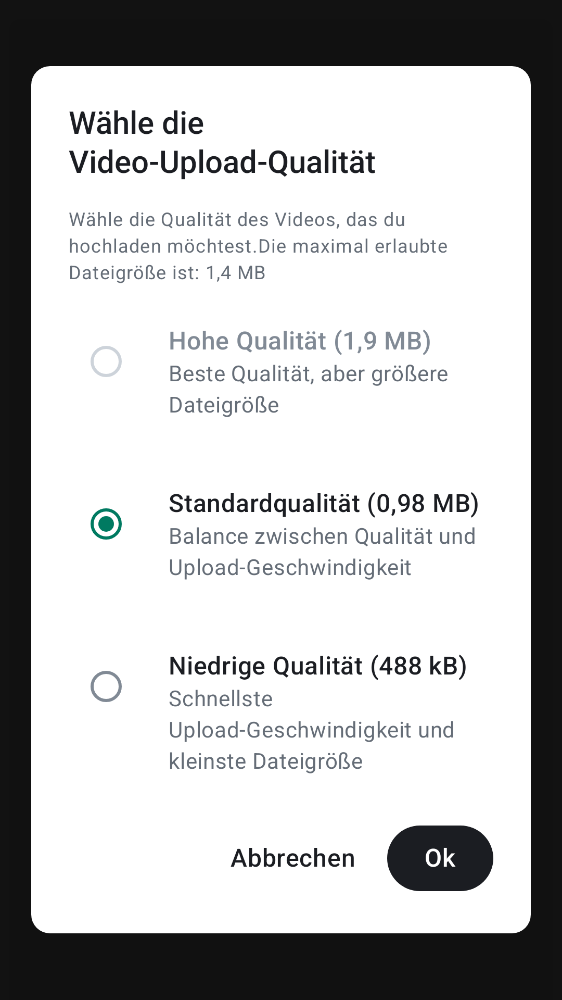 Wähle die
Video-Upload-Qualität
Wähle die Qualität des Videos, das du
hochladen möchtest.Die maximal erlaubte
Dateigröße ist: 1,4 MB
Hohe Qualität (1,9 MB)
Beste Qualität, aber größere
Dateigröße
Standardqualität (0,98 MB)
Balance zwischen Qualität und
Upload-Geschwindigkeit
Niedrige Qualität (488 kB)
Schnellste
Upload-Geschwindigkeit und
kleinste Dateigröße
Abbrechen
Ok